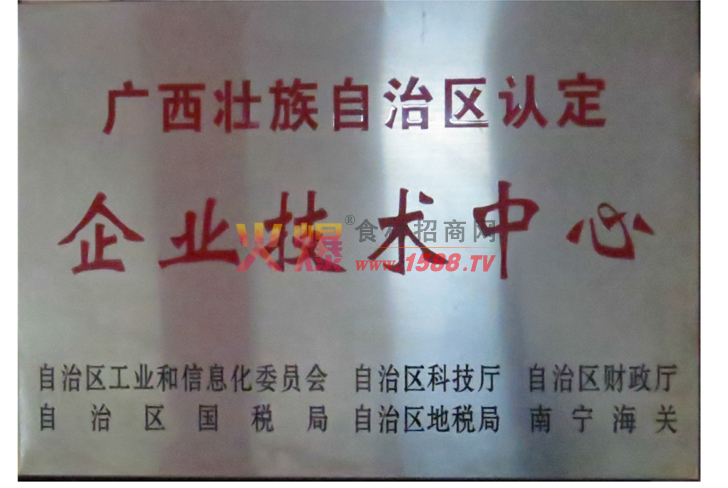 广西壮族自治区认定
企业技术中心
火爆®食品招商网
www.1588.TV
自治区工业和信息化委员会 自治区科技厅 自治区财政厅
自治区国税局 自治区地税局 南宁海关